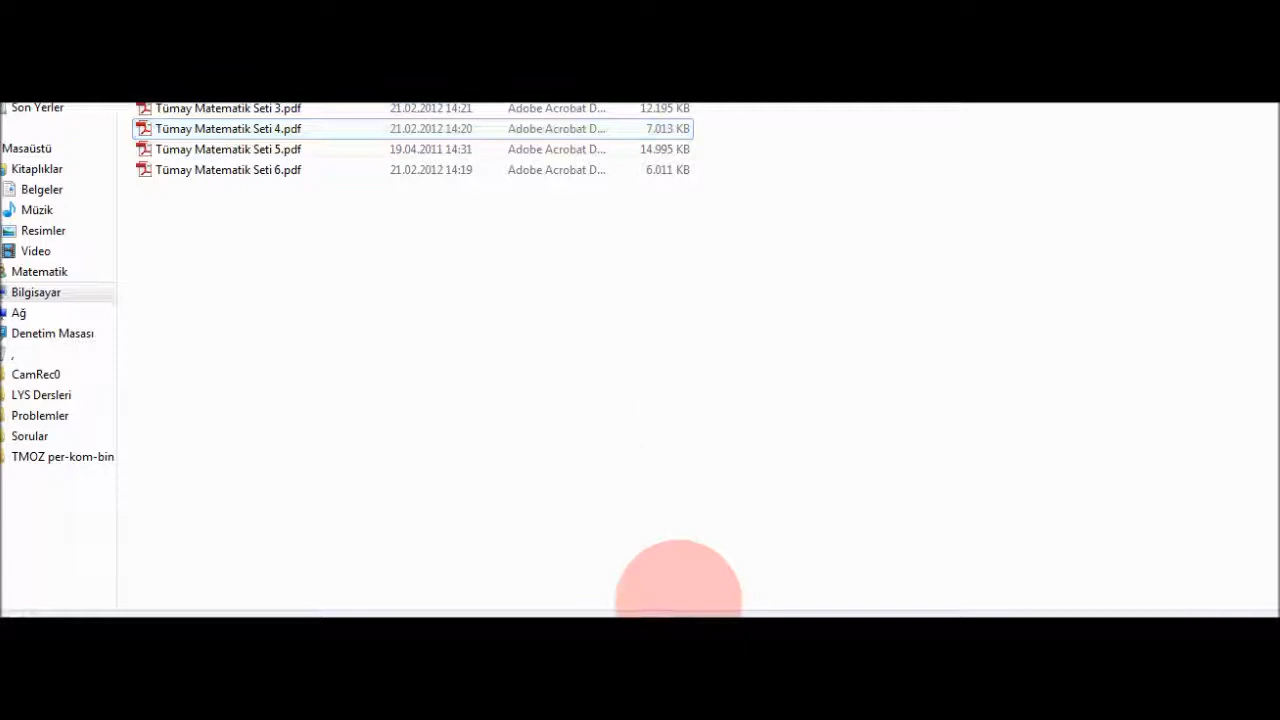 Son Yerler
Masaüstü
Kitaplıklar
Belgeler
Müzik
Resimler
Video
Matematik
Bilgisayar
Ağ
Denetim Masası
,
CamRec0
LYS Dersleri
Problemler
Sorular
TMOZ per-kom-bin
Tümay Matematik Seti 3.pdf 21.02.2012 14:21 Adobe Acrobat D... 12.195 KB
Tümay Matematik Seti 4.pdf 21.02.2012 14:20 Adobe Acrobat D... 7.013 KB
Tümay Matematik Seti 5.pdf 19.04.2011 14:31 Adobe Acrobat D... 14.995 KB
Tümay Matematik Seti 6.pdf 21.02.2012 14:19 Adobe Acrobat D... 6.011 KB